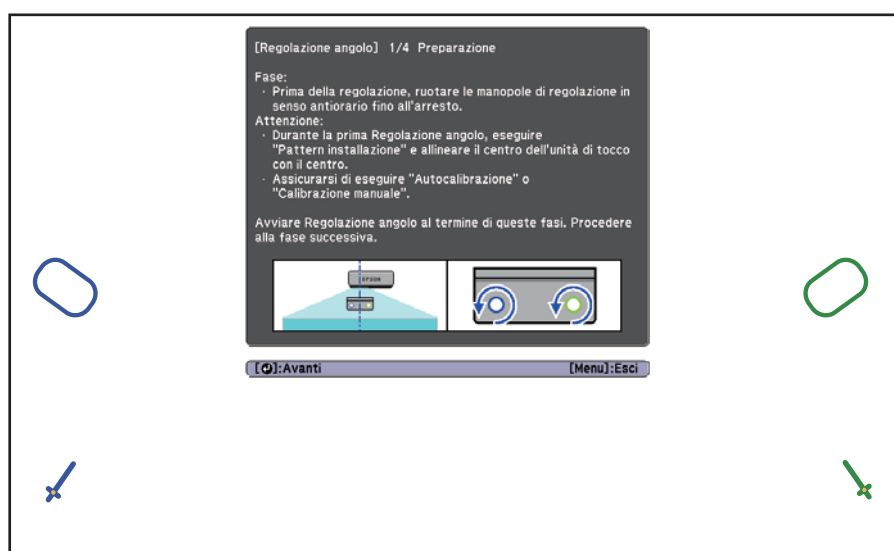 [Regolazione angolo] 1/4 Preparazione
Fase:
· Prima della regolazione, ruotare le manopole di regolazione in
senso antiorario fino all'arresto.
Attenzione:
· Durante la prima Regolazione angolo, eseguire
"Pattern installazione" e allineare il centro dell'unità di tocco
con il centro.
· Assicurarsi di eseguire "Autocalibrazione" o
"Calibrazione manuale".
Avviare Regolazione angolo al termine di queste fasi. Procedere
alla fase successiva.
EPSON
[⏎]:Avanti [Menu]:Esci